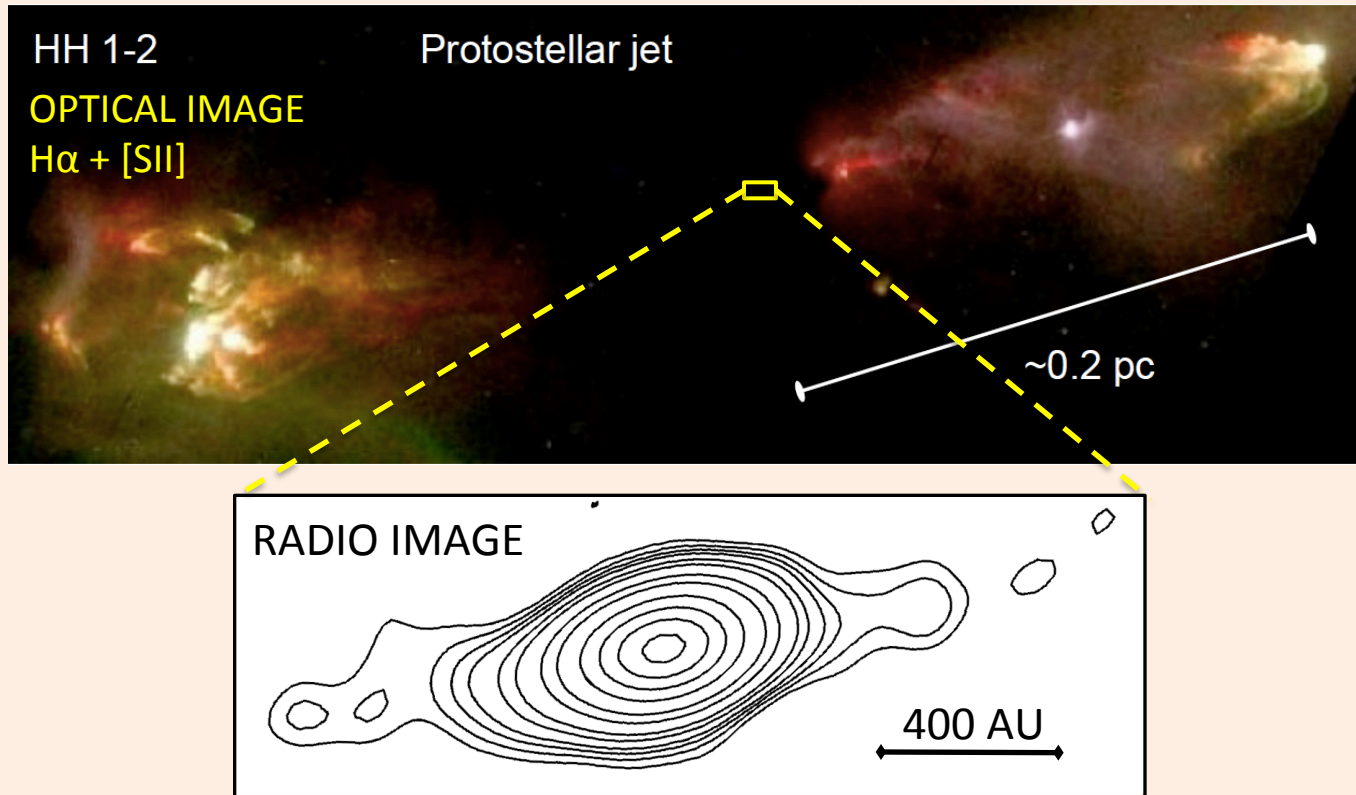 HH 1-2
Protostellar jet
OPTICAL IMAGE
Hα + [SII]
~0.2 pc
RADIO IMAGE
400 AU